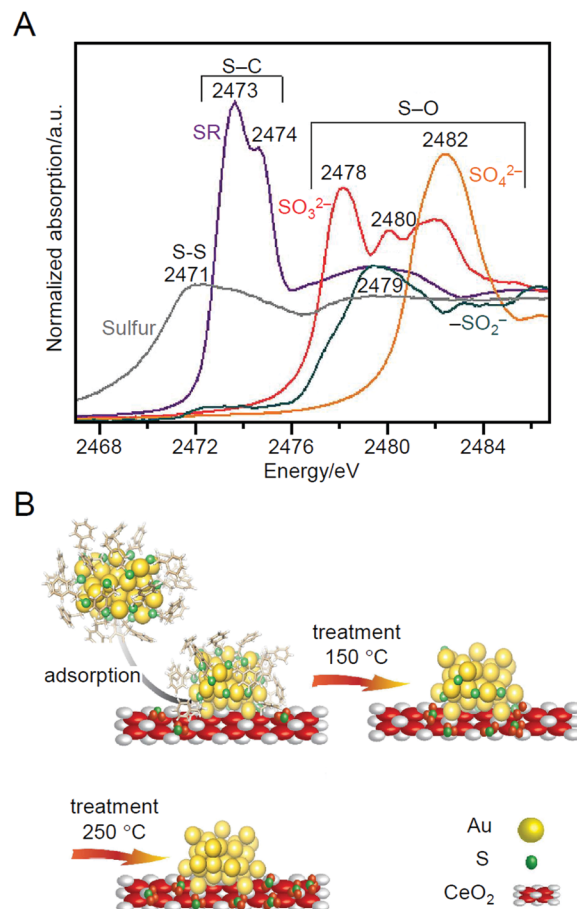 A
S–C
2473
2474
SR
S–O
2482
2478
SO₄²⁻
SO₃²⁻
2480
S-S
2471
2479
Sulfur
–SO₂⁻
Normalized absorption/a.u.
2468 2472 2476 2480 2484
Energy/eV
B
adsorption
treatment
150 °C
treatment
250 °C
Au
S
CeO₂